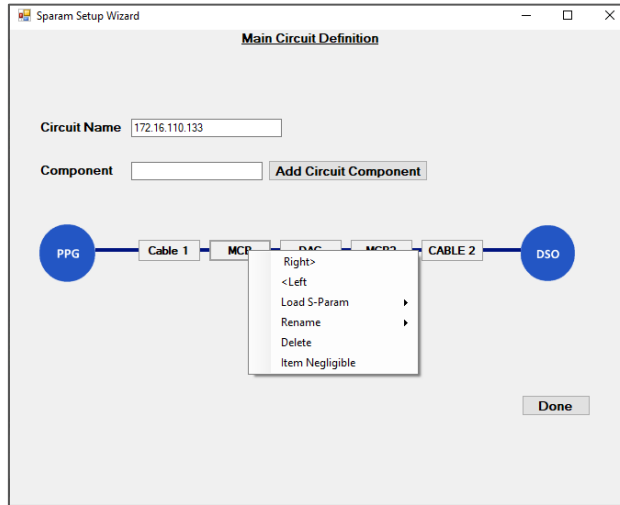 Sparam Setup Wizard
Main Circuit Definition
Circuit Name 172.16.110.133
Component Add Circuit Component
PPG Cable 1 CABLE 2 DSO
Right>
<Left
Load S-Param
Rename
Delete
Item Negligible
Done